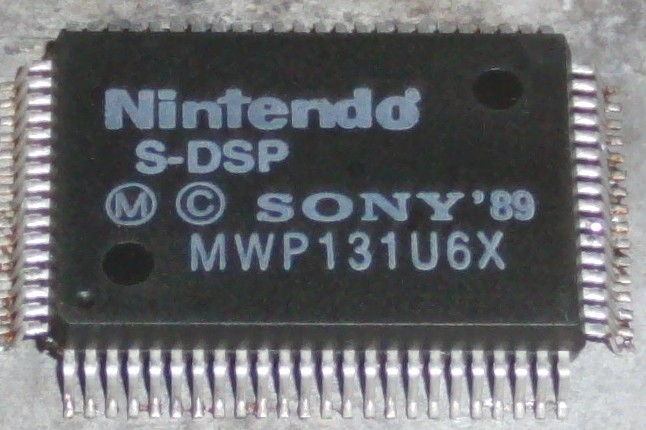 Nintendo®
S-DSP
Ⓜ © SONY '89
MWP131U6X